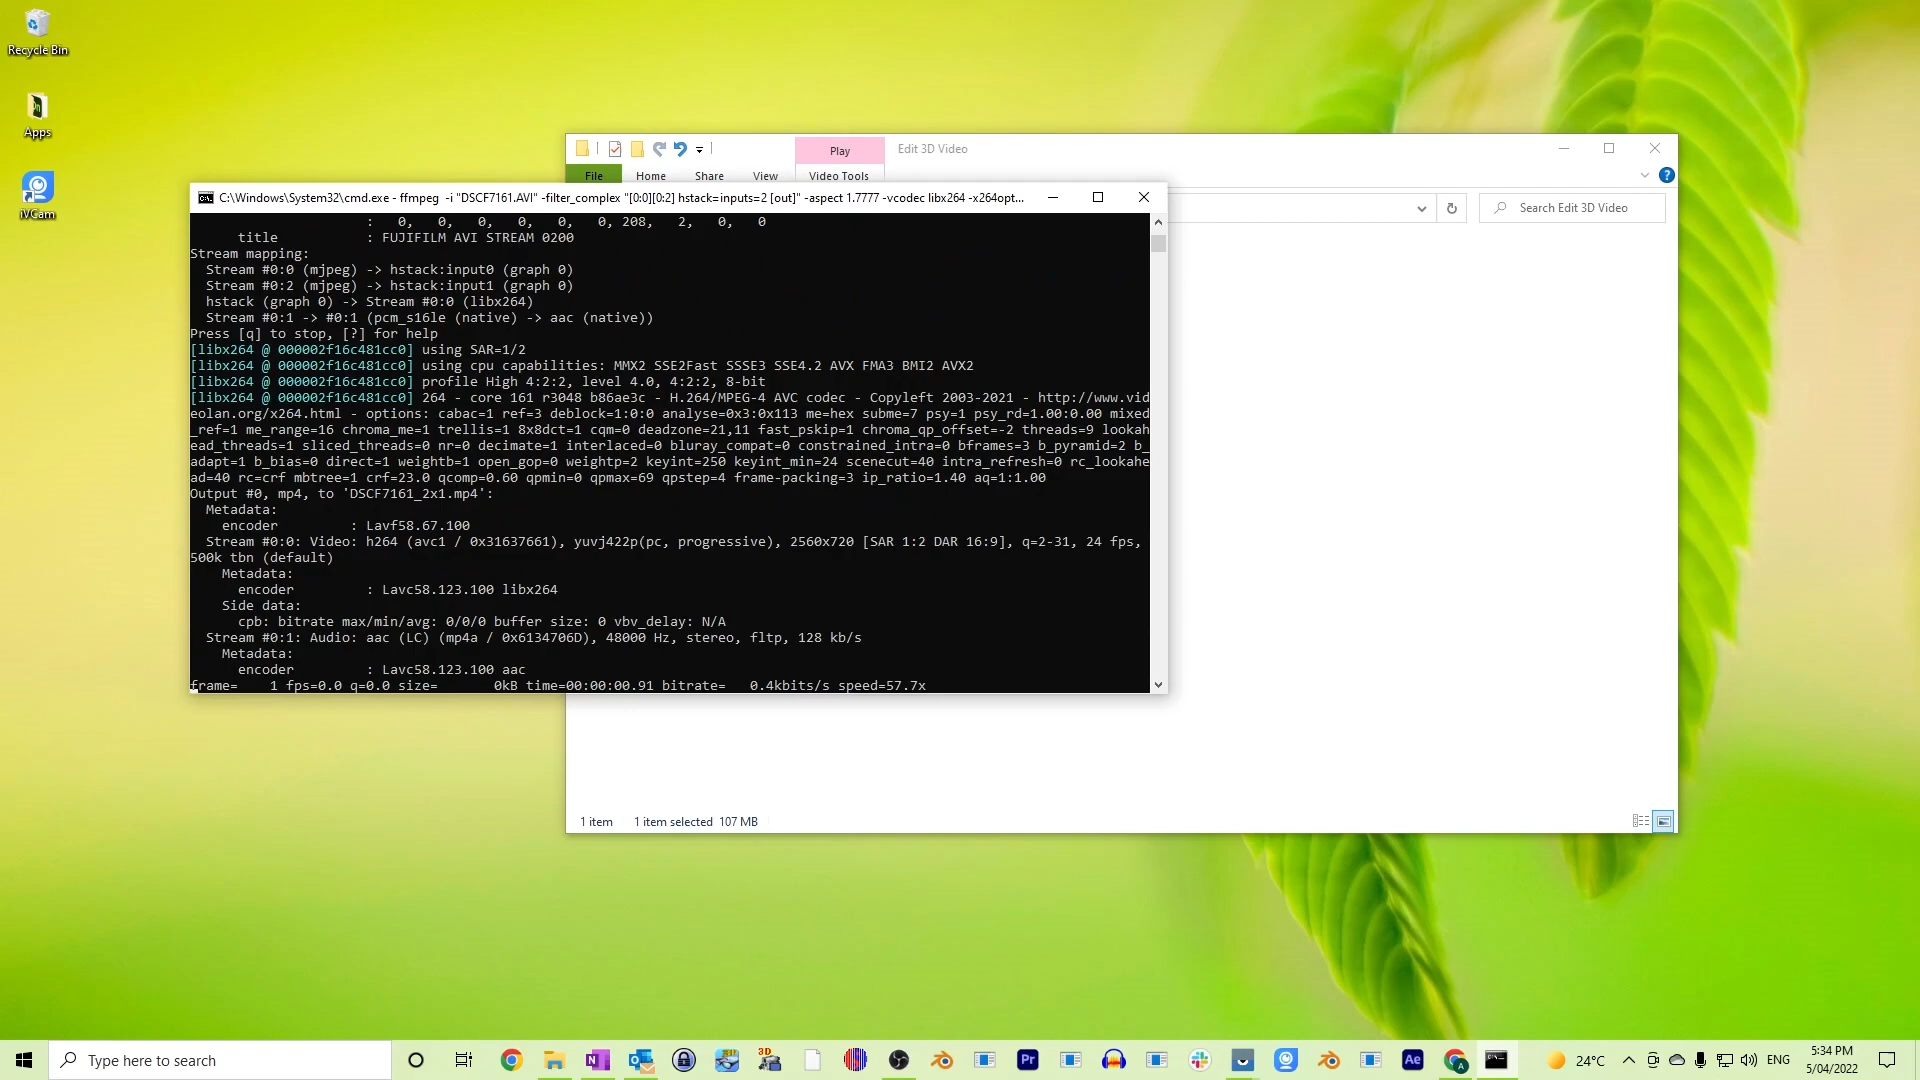 Recycle Bin
Apps
iVCam
Play
Edit 3D Video
File
Home
Share
View
Video Tools
Search Edit 3D Video
C:\Windows\System32\cmd.exe - ffmpeg -i "DSCF7161.AVI" -filter_complex "[0:0][0:2] hstack=inputs=2 [out]" -aspect 1.7777 -vcodec libx264 -x264opt...
: 0, 0, 0, 0, 0, 0, 208, 2, 0, 0
title : FUJIFILM AVI STREAM 0200
Stream mapping:
Stream #0:0 (mjpeg) -> hstack:input0 (graph 0)
Stream #0:2 (mjpeg) -> hstack:input1 (graph 0)
hstack (graph 0) -> Stream #0:0 (libx264)
Stream #0:1 -> #0:1 (pcm_s16le (native) -> aac (native))
Press [q] to stop, [?] for help
[libx264 @ 000002f16c481cc0] using SAR=1/2
[libx264 @ 000002f16c481cc0] using cpu capabilities: MMX2 SSE2Fast SSSE3 SSE4.2 AVX FMA3 BMI2 AVX2
[libx264 @ 000002f16c481cc0] profile High 4:2:2, level 4.0, 4:2:2, 8-bit
[libx264 @ 000002f16c481cc0] 264 - core 161 r3048 b86ae3c - H.264/MPEG-4 AVC codec - Copyleft 2003-2021 - http://www.vid
eolan.org/x264.html - options: cabac=1 ref=3 deblock=1:0:0 analyse=0x3:0x113 me=hex subme=7 psy=1 psy_rd=1.00:0.00 mixed
_ref=1 me_range=16 chroma_me=1 trellis=1 8x8dct=1 cqm=0 deadzone=21,11 fast_pskip=1 chroma_qp_offset=-2 threads=9 lookah
ead_threads=1 sliced_threads=0 nr=0 decimate=1 interlaced=0 bluray_compat=0 constrained_intra=0 bframes=3 b_pyramid=2 b_
adapt=1 b_bias=0 direct=1 weightb=1 open_gop=0 weightp=2 keyint=250 keyint_min=24 scenecut=40 intra_refresh=0 rc_lookahe
ad=40 rc=crf mbtree=1 crf=23.0 qcomp=0.60 qpmin=0 qpmax=69 qpstep=4 frame-packing=3 ip_ratio=1.40 aq=1:1.00
Output #0, mp4, to 'DSCF7161_2x1.mp4':
Metadata:
encoder : Lavf58.67.100
Stream #0:0: Video: h264 (avc1 / 0x31637661), yuvj422p(pc, progressive), 2560x720 [SAR 1:2 DAR 16:9], q=2-31, 24 fps,
500k tbn (default)
Metadata:
encoder : Lavc58.123.100 libx264
Side data:
cpb: bitrate max/min/avg: 0/0/0 buffer size: 0 vbv_delay: N/A
Stream #0:1: Audio: aac (LC) (mp4a / 0x6134706D), 48000 Hz, stereo, fltp, 128 kb/s
Metadata:
encoder : Lavc58.123.100 aac
frame= 1 fps=0.0 q=0.0 size= 0kB time=00:00:00.91 bitrate= 0.4kbits/s speed=57.7x
1 item 1 item selected 107 MB
Type here to search
3D
Pr
Ae
24°C
ENG
5:34 PM
5/04/2022